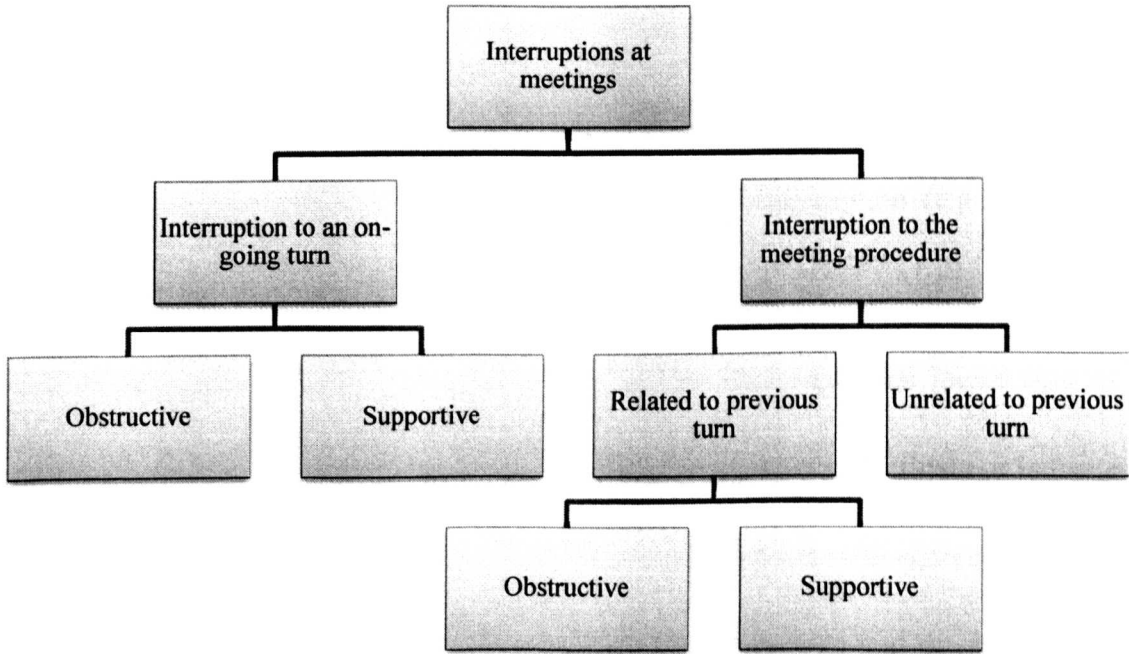 Interruptions at
meetings
Interruption to an on-
going turn
Interruption to the
meeting procedure
Obstructive
Supportive
Related to previous
turn
Unrelated to previous
turn
Obstructive
Supportive